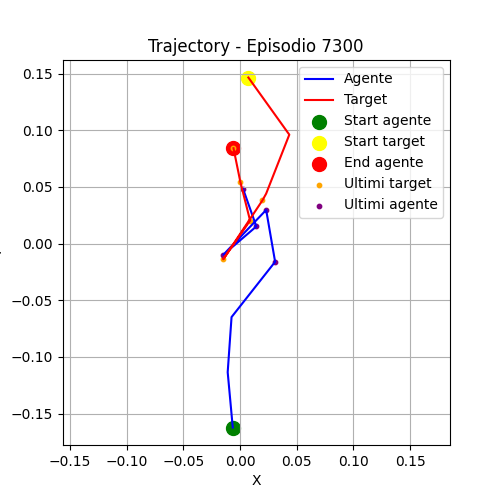 Trajectory - Episodio 7300
0.15
0.10
0.05
0.00
−0.05
−0.10
−0.15
Agente
Target
Start agente
Start target
End agente
Ultimi target
Ultimi agente
−0.15 −0.10 −0.05 0.00 0.05 0.10 0.15
X